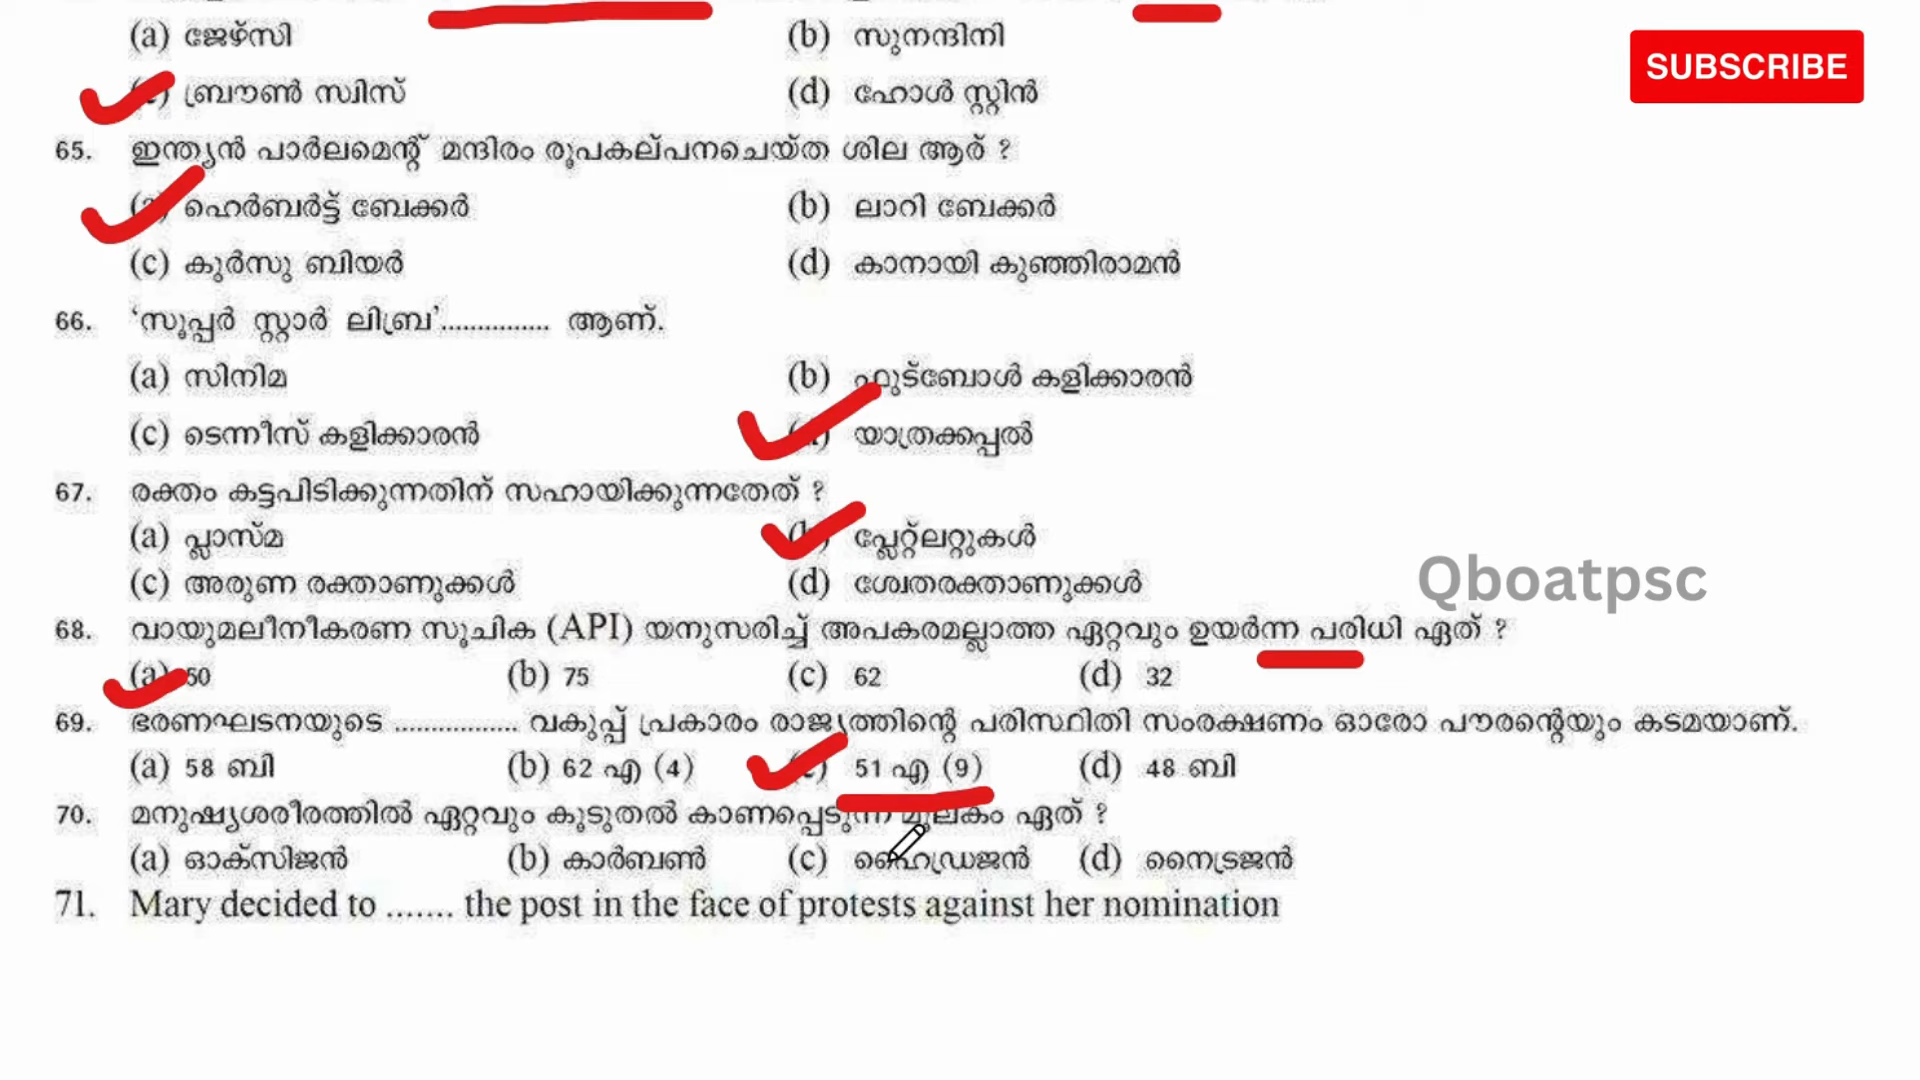 (a) ജേഴ്സി (b) സുനന്ദിനി
SUBSCRIBE
ബ്രൗൺ സ്വിസ് (d) ഹോൾ സ്റ്റിൻ
65. ഇന്ത്യൻ പാർലമെന്റ് മന്ദിരം രൂപകല്പനചെയ്ത ശില ആര് ?
ഹെർബർട്ട് ബേക്കർ (b) ലാറി ബേക്കർ
(c) കുർസു ബിയർ (d) കാനായി കുഞ്ഞിരാമൻ
66. ‘സൂപ്പർ സ്റ്റാർ ലിബ്ര’............... ആണ്.
(a) സിനിമ (b) ഫുട്ബോൾ കളിക്കാരൻ
(c) ടെന്നീസ് കളിക്കാരൻ യാത്രക്കപ്പൽ
67. രക്തം കട്ടപിടിക്കുന്നതിന് സഹായിക്കുന്നതേത് ?
(a) പ്ലാസ്മ പ്ലേറ്റ്ലറ്റുകൾ
(c) അരുണ രക്താണുക്കൾ (d) ശ്വേതരക്താണുക്കൾ
Qboatpsc
68. വായുമലീനീകരണ സൂചിക (API) യനുസരിച്ച് അപകരമല്ലാത്ത ഏറ്റവും ഉയർന്ന പരിധി ഏത് ?
(a) 50 (b) 75 (c) 62 (d) 32
69. ഭരണഘടനയുടെ ................. വകുപ്പ് പ്രകാരം രാജ്യത്തിന്റെ പരിസ്ഥിതി സംരക്ഷണം ഓരോ പൗരന്റെയും കടമയാണ്.
(a) 58 ബി (b) 62 എ (4) (c) 51 എ (9) (d) 48 ബി
70. മനുഷ്യശരീരത്തിൽ ഏറ്റവും കൂടുതൽ കാണപ്പെടുന്ന മൂലകം ഏത് ?
(a) ഓക്സിജൻ (b) കാർബൺ (c) ഹൈഡ്രജൻ (d) നൈട്രജൻ
71. Mary decided to ....... the post in the face of protests against her nomination